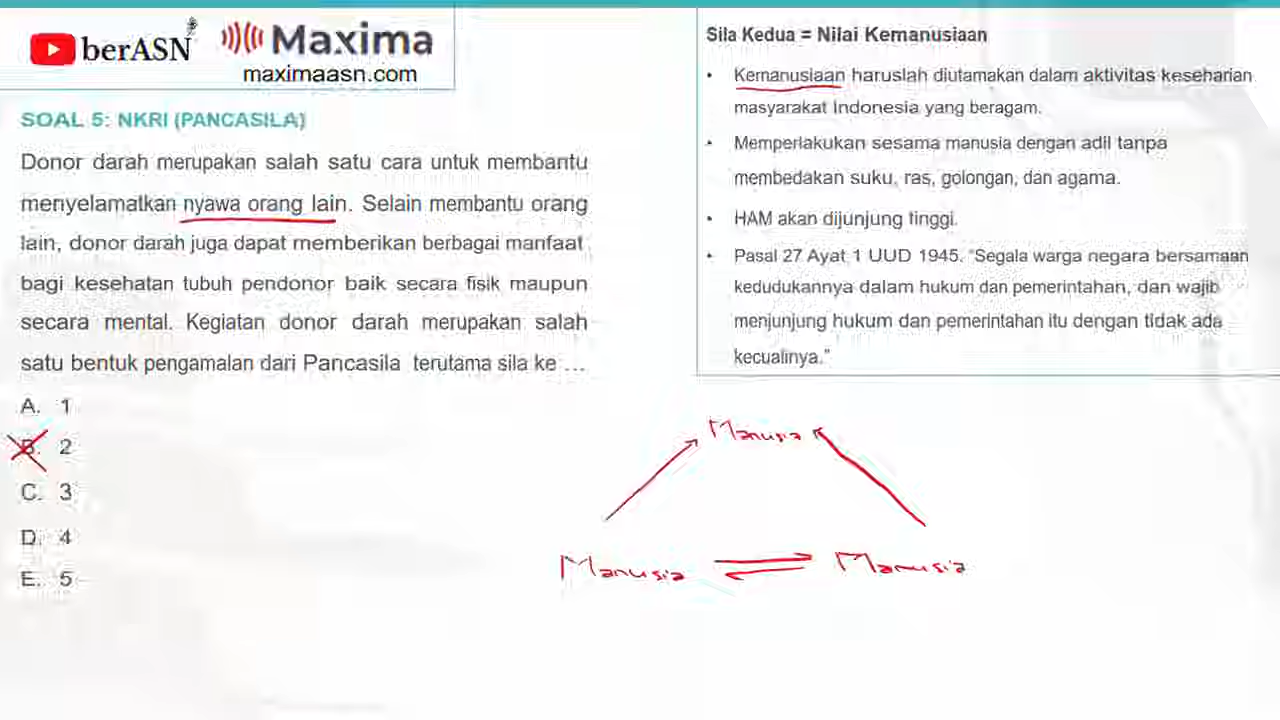 berASN
Maxima
maximaasn.com
SOAL 5: NKRI (PANCASILA)
Donor darah merupakan salah satu cara untuk membantu
menyelamatkan nyawa orang lain. Selain membantu orang
lain, donor darah juga dapat memberikan berbagai manfaat
bagi kesehatan tubuh pendonor baik secara fisik maupun
secara mental. Kegiatan donor darah merupakan salah
satu bentuk pengamalan dari Pancasila terutama sila ke ...
A. 1
B. 2
C. 3
D. 4
E. 5
Sila Kedua = Nilai Kemanusiaan
• Kemanusiaan haruslah diutamakan dalam aktivitas keseharian
masyarakat Indonesia yang beragam.
• Memperlakukan sesama manusia dengan adil tanpa
membedakan suku, ras, golongan, dan agama.
• HAM akan dijunjung tinggi.
• Pasal 27 Ayat 1 UUD 1945. "Segala warga negara bersamaan
kedudukannya dalam hukum dan pemerintahan, dan wajib
menjunjung hukum dan pemerintahan itu dengan tidak ada
kecualinya."
Manusia
Manusia Manusia